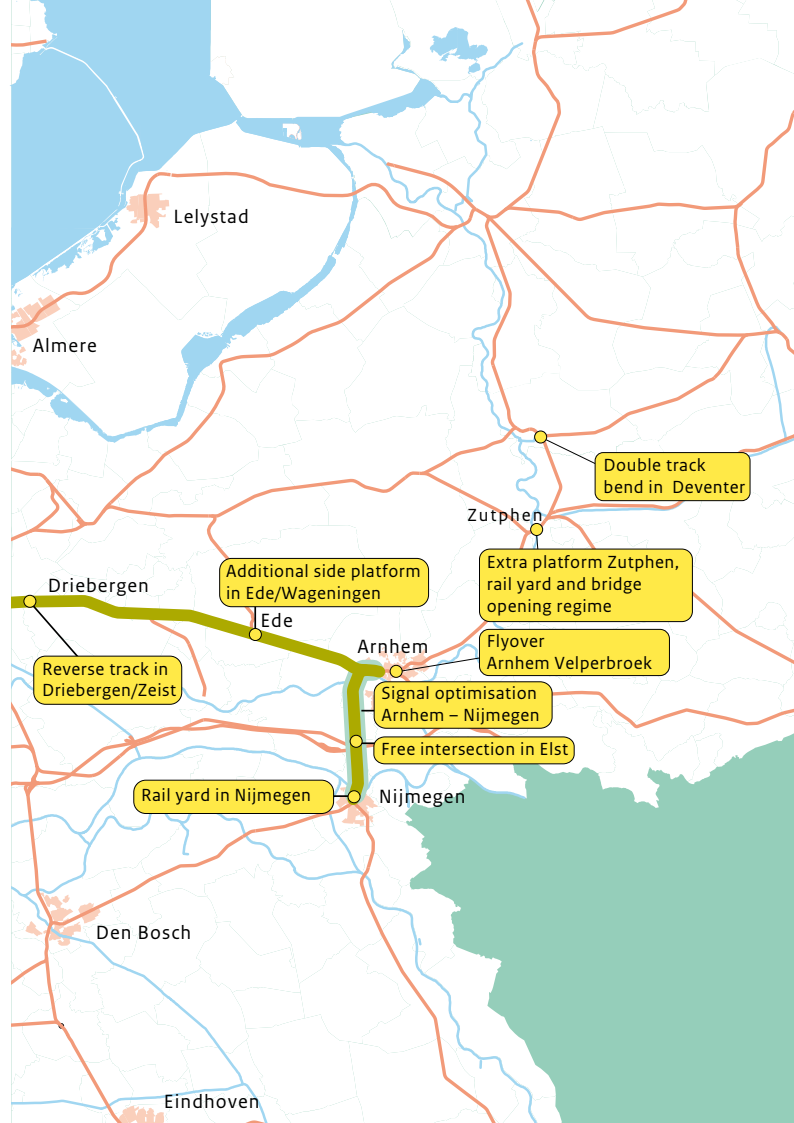 Lelystad
Almere
Double track
bend in Deventer
Zutphen
Extra platform Zutphen,
rail yard and bridge
opening regime
Driebergen
Additional side platform
in Ede/Wageningen
Ede
Arnhem
Flyover
Arnhem Velperbroek
Reverse track in
Driebergen/Zeist
Signal optimisation
Arnhem – Nijmegen
Free intersection in Elst
Rail yard in Nijmegen
Nijmegen
Den Bosch
Eindhoven